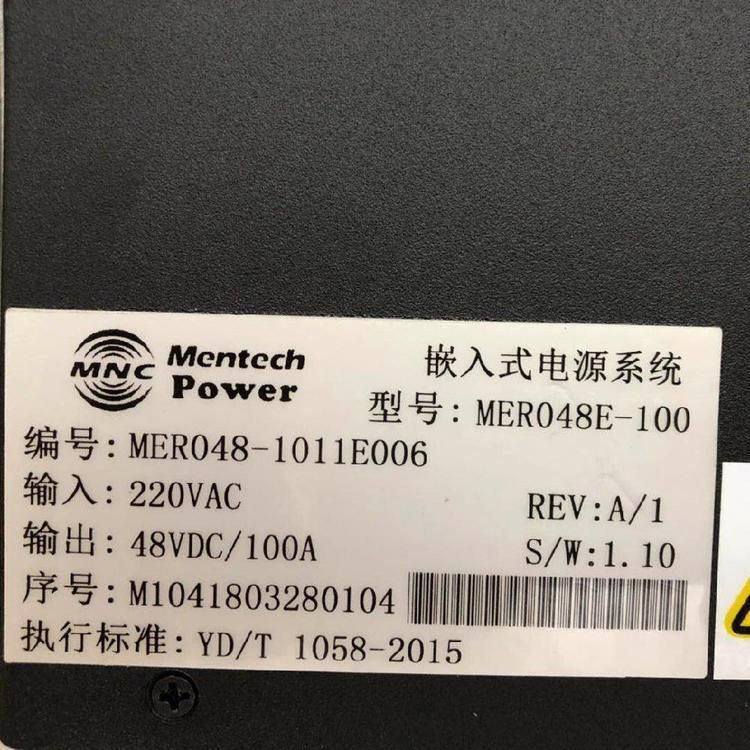 MNC Mentech Power
嵌入式电源系统
型号: MER048E-100
编号: MER048-1011E006
输入: 220VAC
REV:A/1
输出: 48VDC/100A
S/W:1.10
序号: M1041803280104
执行标准: YD/T 1058-2015